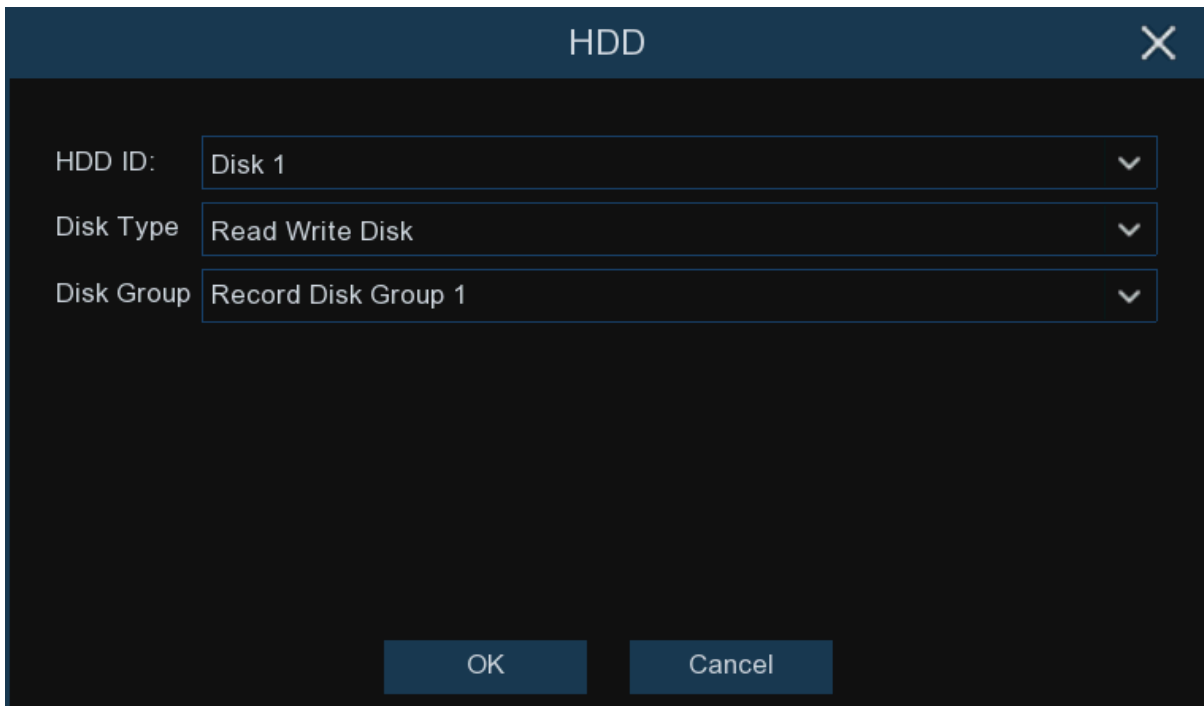 HDD
HDD ID: Disk 1
Disk Type Read Write Disk
Disk Group Record Disk Group 1
OK Cancel